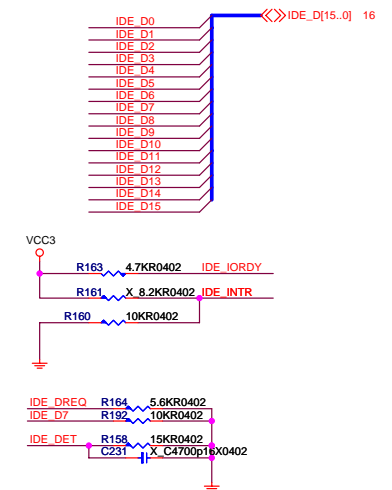 IDE_D0 IDE_D[15..0] 16
IDE_D1
IDE_D2
IDE_D3
IDE_D4
IDE_D5
IDE_D6
IDE_D7
IDE_D8
IDE_D9
IDE_D10
IDE_D11
IDE_D12
IDE_D13
IDE_D14
IDE_D15
VCC3
R163 4.7KR0402 IDE_IORDY
R161 X_8.2KR0402 IDE_INTR
R160 10KR0402
IDE_DREQ R164 5.6KR0402
IDE_D7 R192 10KR0402
IDE_DET R158 15KR0402
C231 X_C4700p16X0402